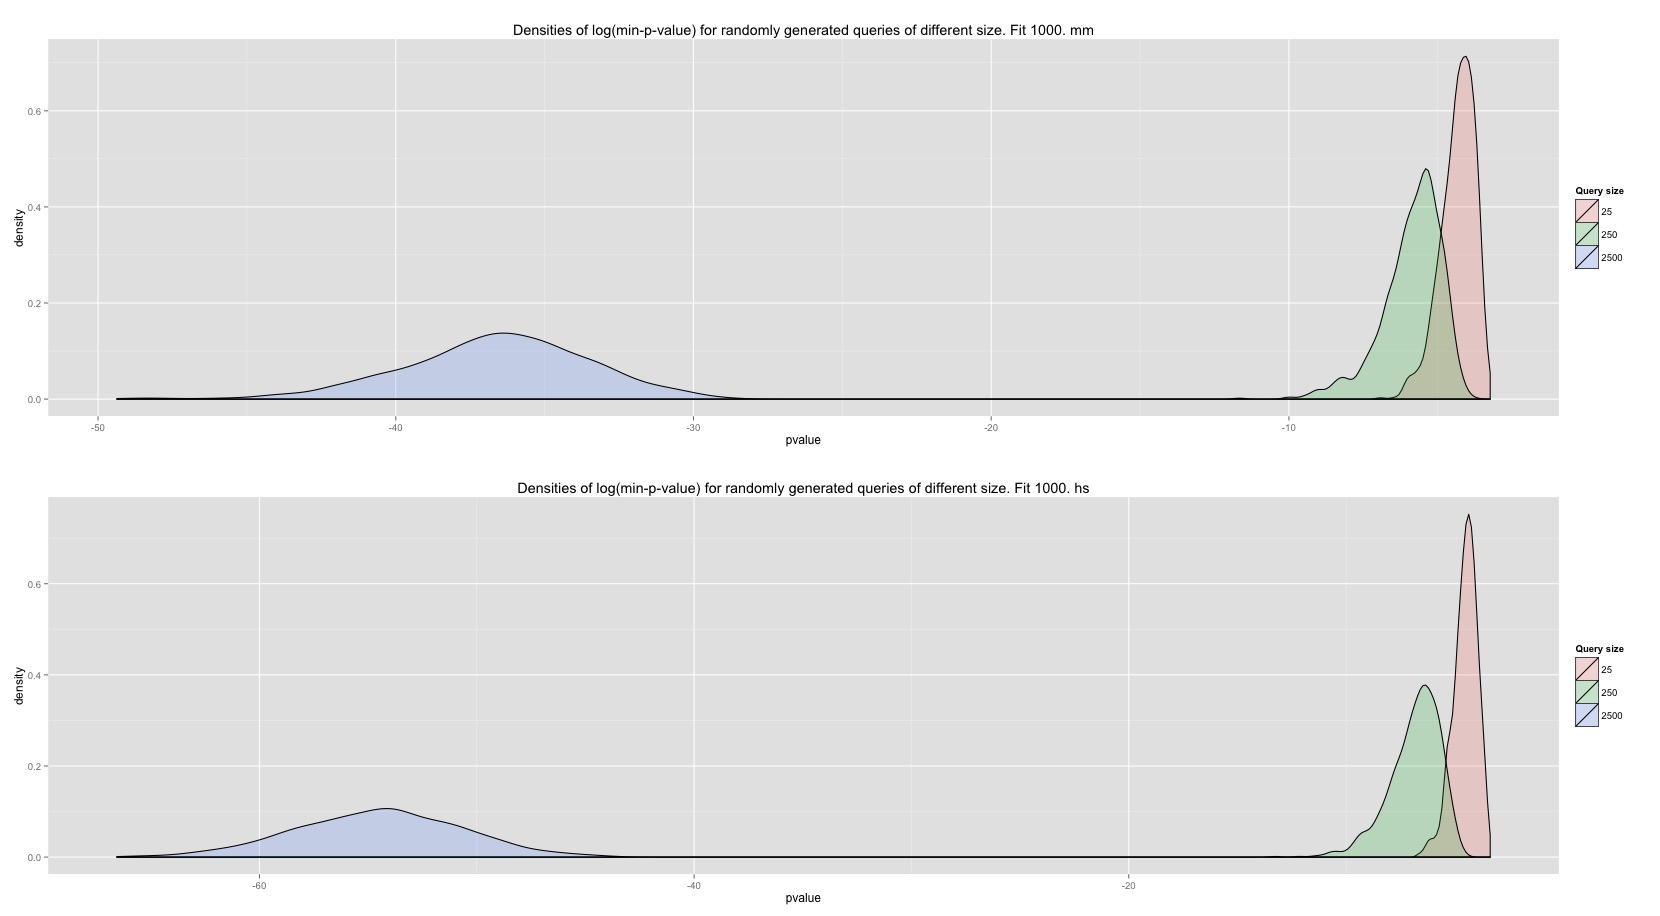 Densities of log(min-p-value) for randomly generated queries of different size. Fit 1000. mm
density
0.6
0.4
0.2
0.0
-50 -40 -30 -20 -10
pvalue
Query size
25
250
2500
Densities of log(min-p-value) for randomly generated queries of different size. Fit 1000. hs
density
0.6
0.4
0.2
0.0
-60 -40 -20
pvalue
Query size
25
250
2500